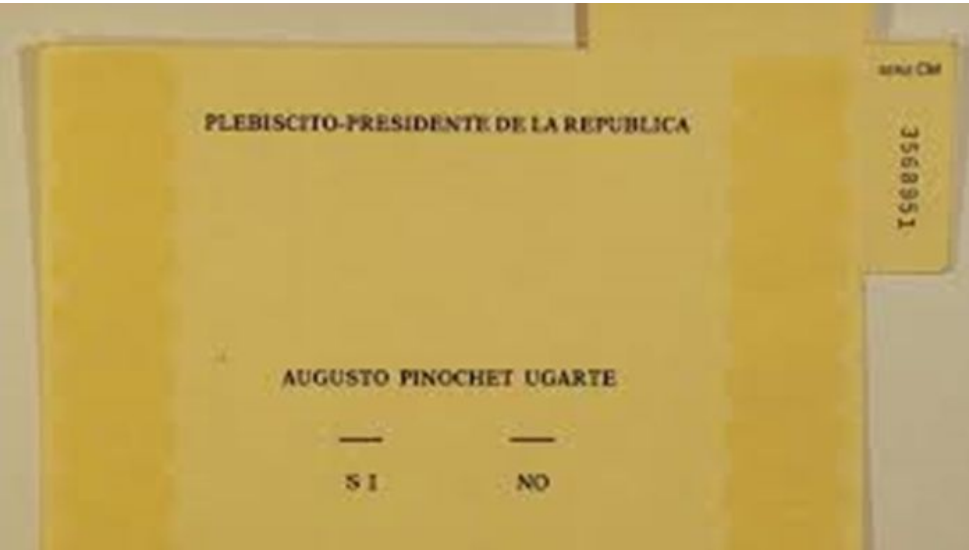 PLEBISCITO-PRESIDENTE DE LA REPUBLICA
3568951
AUGUSTO PINOCHET UGARTE
SI NO